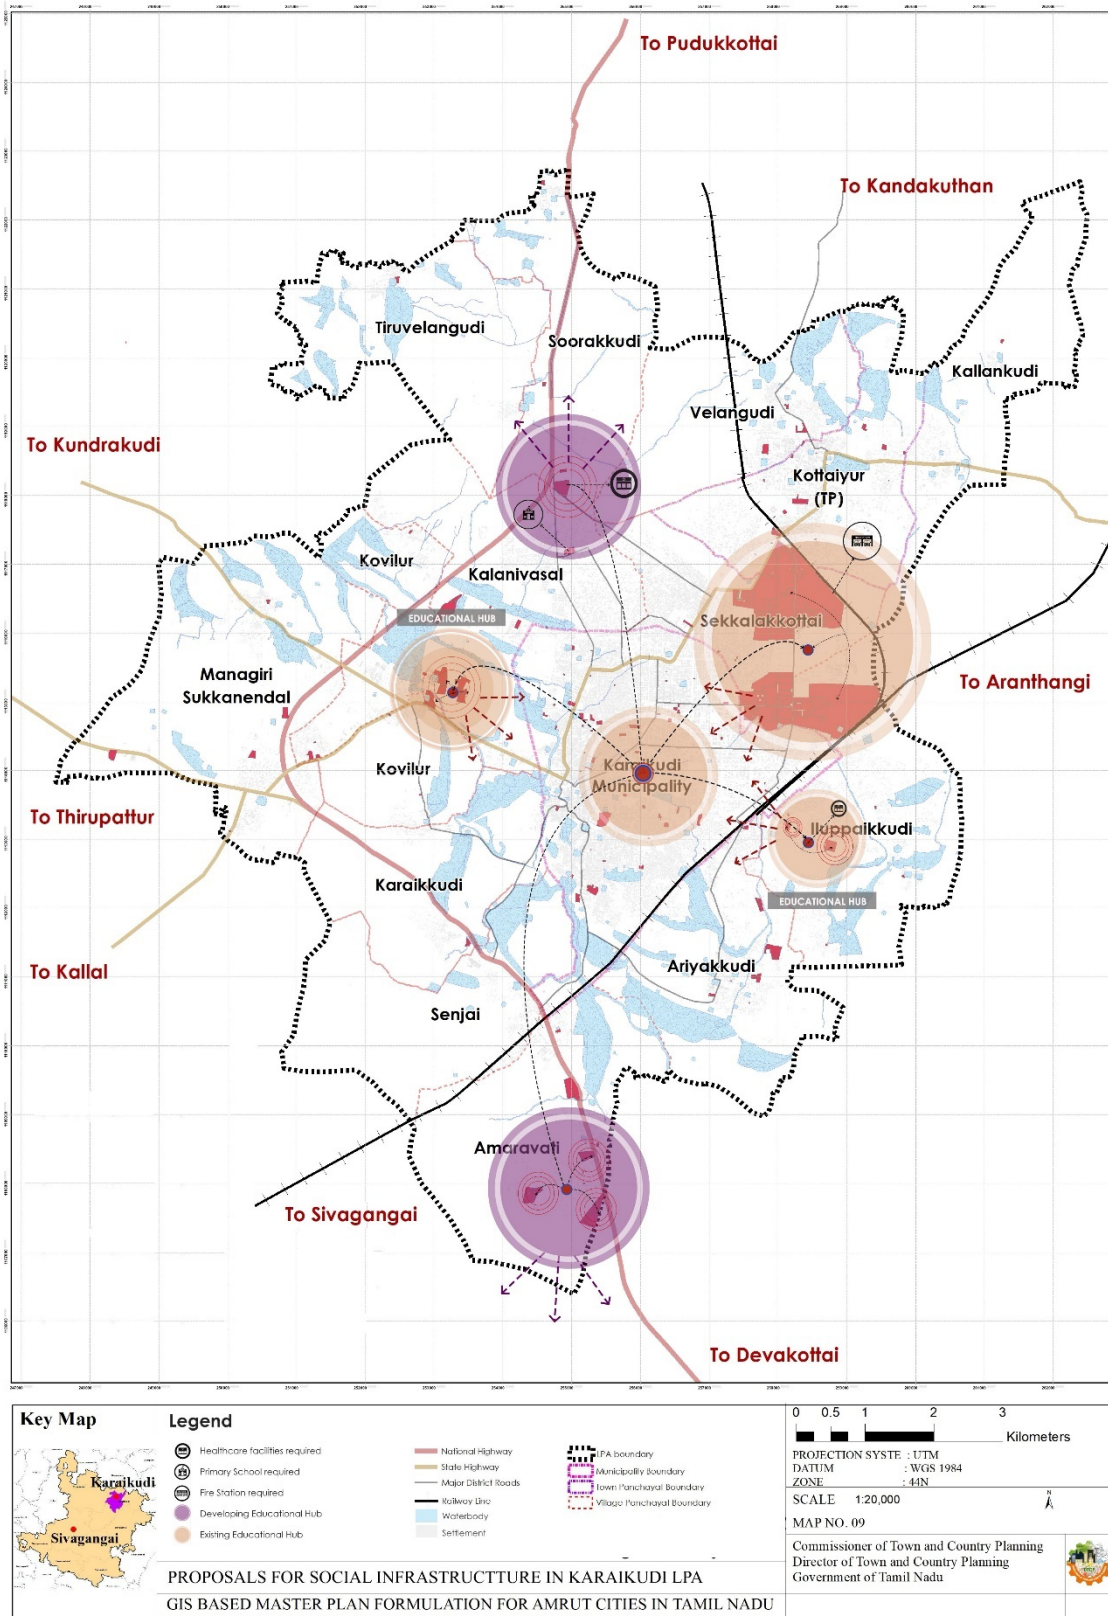 To Pudukkottai
To Kandakuthan
Tiruvelangudi
Soorakkudi
Kallankudi
Velangudi
To Kundrakudi
Kottaiyur
(TP)
Kovilur
Kalanivasal
EDUCATIONAL HUB
Sekkalakkottai
Managiri
Sukkanendal
To Aranthangi
Kovilur
Karaikudi
Municipality
To Thirupattur
Iluppaikkudi
Karaikkudi
EDUCATIONAL HUB
To Kallal
Ariyakkudi
Senjai
Amaravati
To Sivagangai
To Devakottai
Key Map
Karaikudi
Sivagangai
Legend
Healthcare facilities required
Primary School required
Fire Station required
Developing Educational Hub
Existing Educational Hub
National Highway
State Highway
Major District Roads
Railway Line
Waterbody
Settlement
LPA boundary
Municipality Boundary
Town Panchayat Boundary
Village Panchayat Boundary
0 0.5 1 2 3
Kilometers
PROJECTION SYSTE : UTM
DATUM : WGS 1984
ZONE : 44N
SCALE 1:20,000
N
MAP NO. 09
Commissioner of Town and Country Planning
Director of Town and Country Planning
Government of Tamil Nadu
PROPOSALS FOR SOCIAL INFRASTRUCTTURE IN KARAIKUDI LPA
GIS BASED MASTER PLAN FORMULATION FOR AMRUT CITIES IN TAMIL NADU